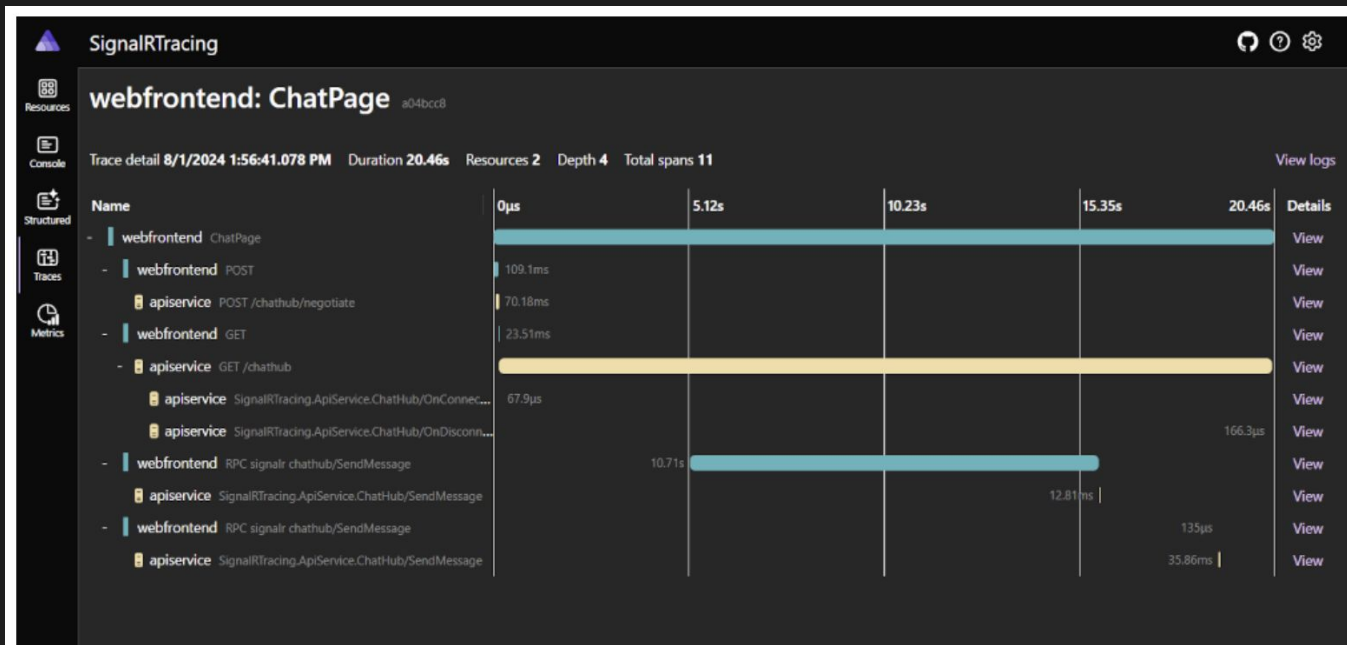 SignalRTracing
Resources
Console
Structured
Traces
Metrics
webfrontend: ChatPage a04bcc8
Trace detail 8/1/2024 1:56:41.078 PM Duration 20.46s Resources 2 Depth 4 Total spans 11 View logs
Name 0μs 5.12s 10.23s 15.35s 20.46s Details
- webfrontend ChatPage View
- webfrontend POST 109.1ms View
apiservice POST /chathub/negotiate 70.18ms View
- webfrontend GET 23.51ms View
- apiservice GET /chathub View
apiservice SignalRTracing.ApiService.ChatHub/OnConnec... 67.9μs View
apiservice SignalRTracing.ApiService.ChatHub/OnDisconn... 166.3μs View
- webfrontend RPC signalr chathub/SendMessage 10.71s View
apiservice SignalRTracing.ApiService.ChatHub/SendMessage 12.81ms View
- webfrontend RPC signalr chathub/SendMessage 135μs View
apiservice SignalRTracing.ApiService.ChatHub/SendMessage 35.86ms View